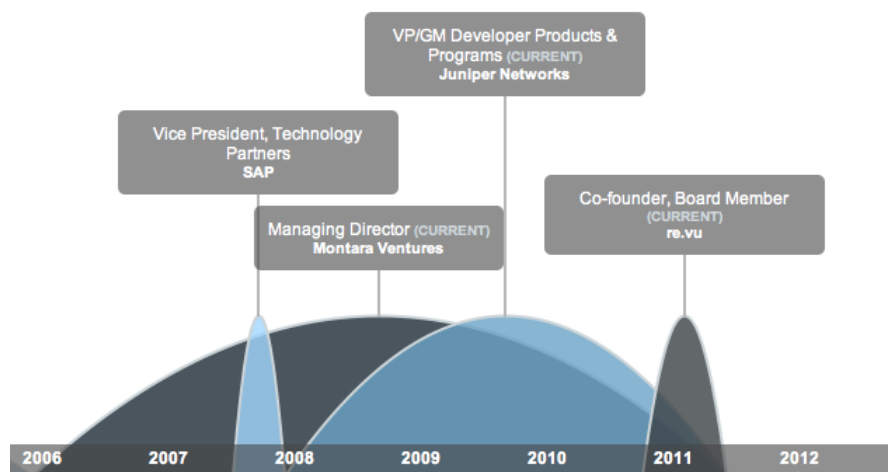 VP/GM Developer Products &
Programs (CURRENT)
Juniper Networks
Vice President, Technology
Partners
SAP
Co-founder, Board Member
(CURRENT)
re.vu
Managing Director (CURRENT)
Montara Ventures
2006 2007 2008 2009 2010 2011 2012